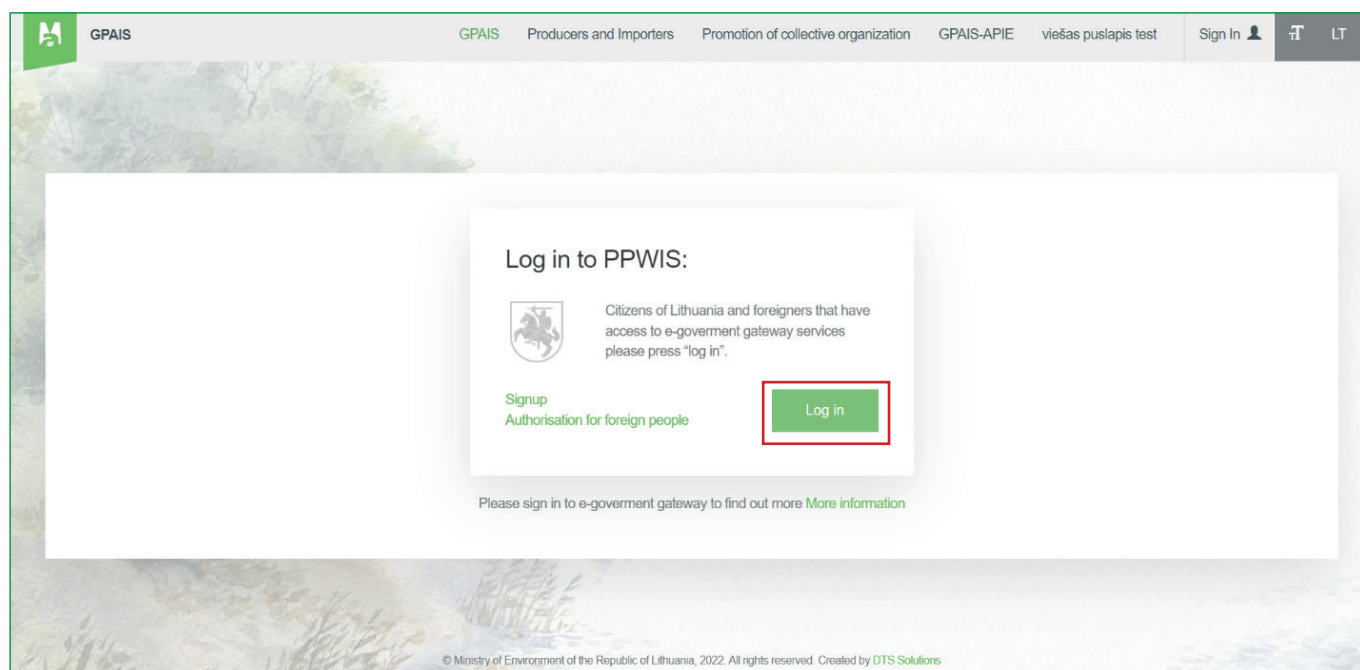 GPAIS GPAIS Producers and Importers Promotion of collective organization GPAIS-APIE viešas puslapis test Sign In TT LT
Log in to PPWIS:
Citizens of Lithuania and foreigners that have
access to e-goverment gateway services
please press “log in”.
Signup
Authorisation for foreign people
Log in
Please sign in to e-goverment gateway to find out more More information
© Ministry of Environment of the Republic of Lithuania, 2022. All rights reserved. Created by DTS Solutions